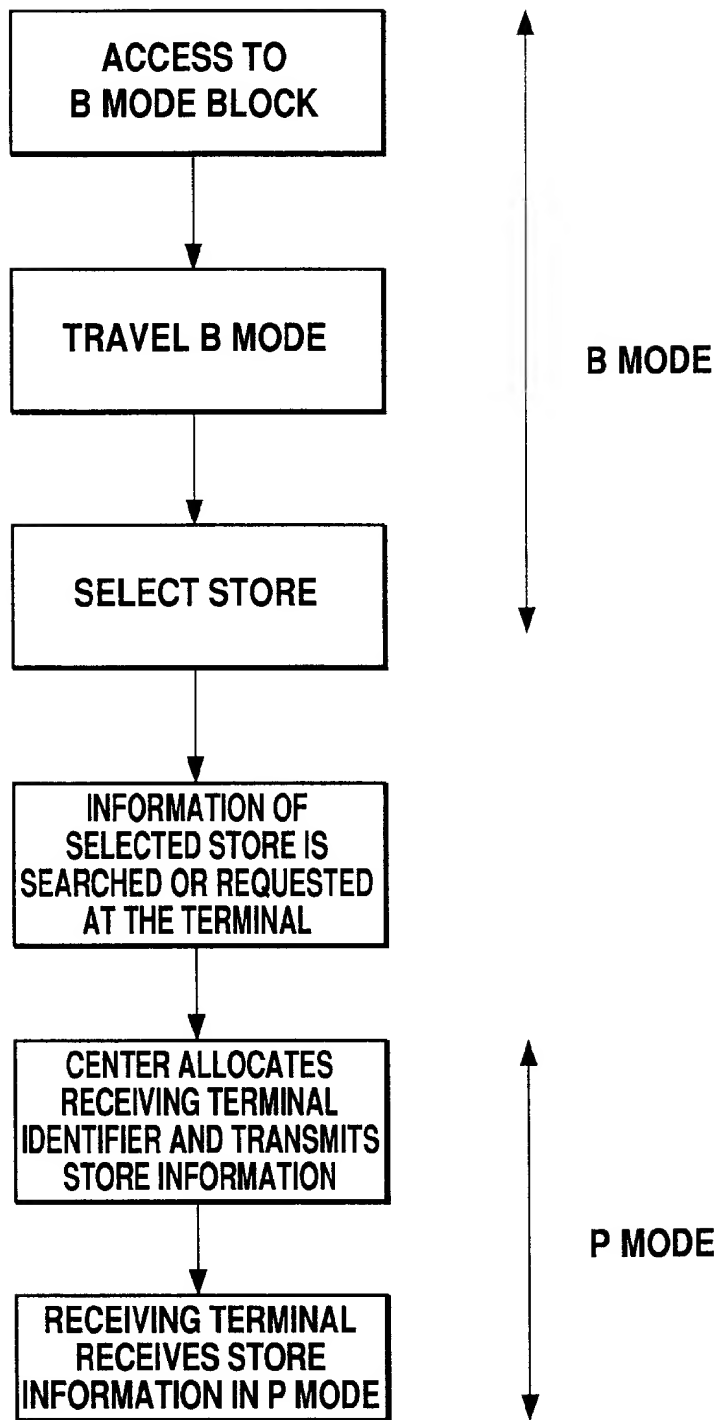 ACCESS TO
B MODE BLOCK
TRAVEL B MODE
B MODE
SELECT STORE
INFORMATION OF
SELECTED STORE IS
SEARCHED OR REQUESTED
AT THE TERMINAL
CENTER ALLOCATES
RECEIVING TERMINAL
IDENTIFIER AND TRANSMITS
STORE INFORMATION
P MODE
RECEIVING TERMINAL
RECEIVES STORE
INFORMATION IN P MODE